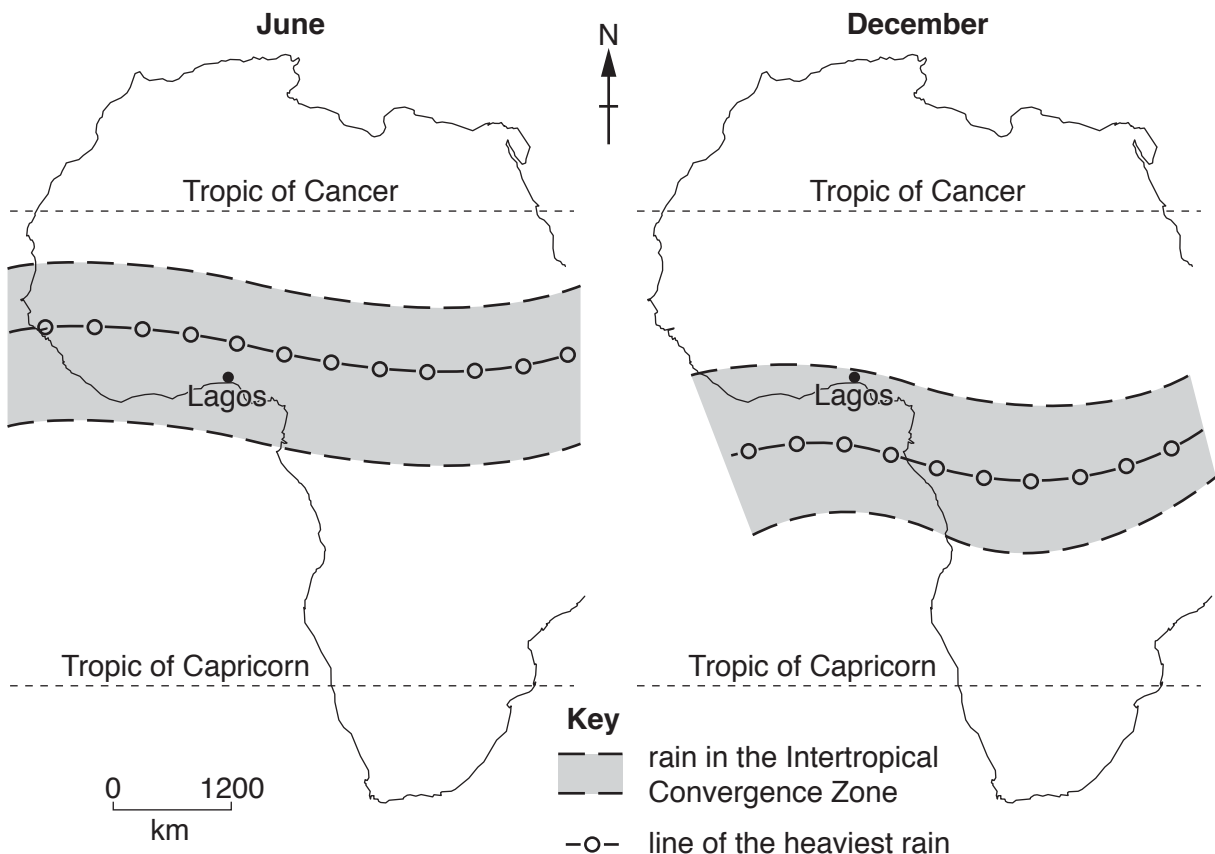 June
December
N
Tropic of Cancer
Tropic of Cancer
Lagos
Lagos
Tropic of Capricorn
Tropic of Capricorn
Key
rain in the Intertropical
Convergence Zone
line of the heaviest rain
0 1200
km